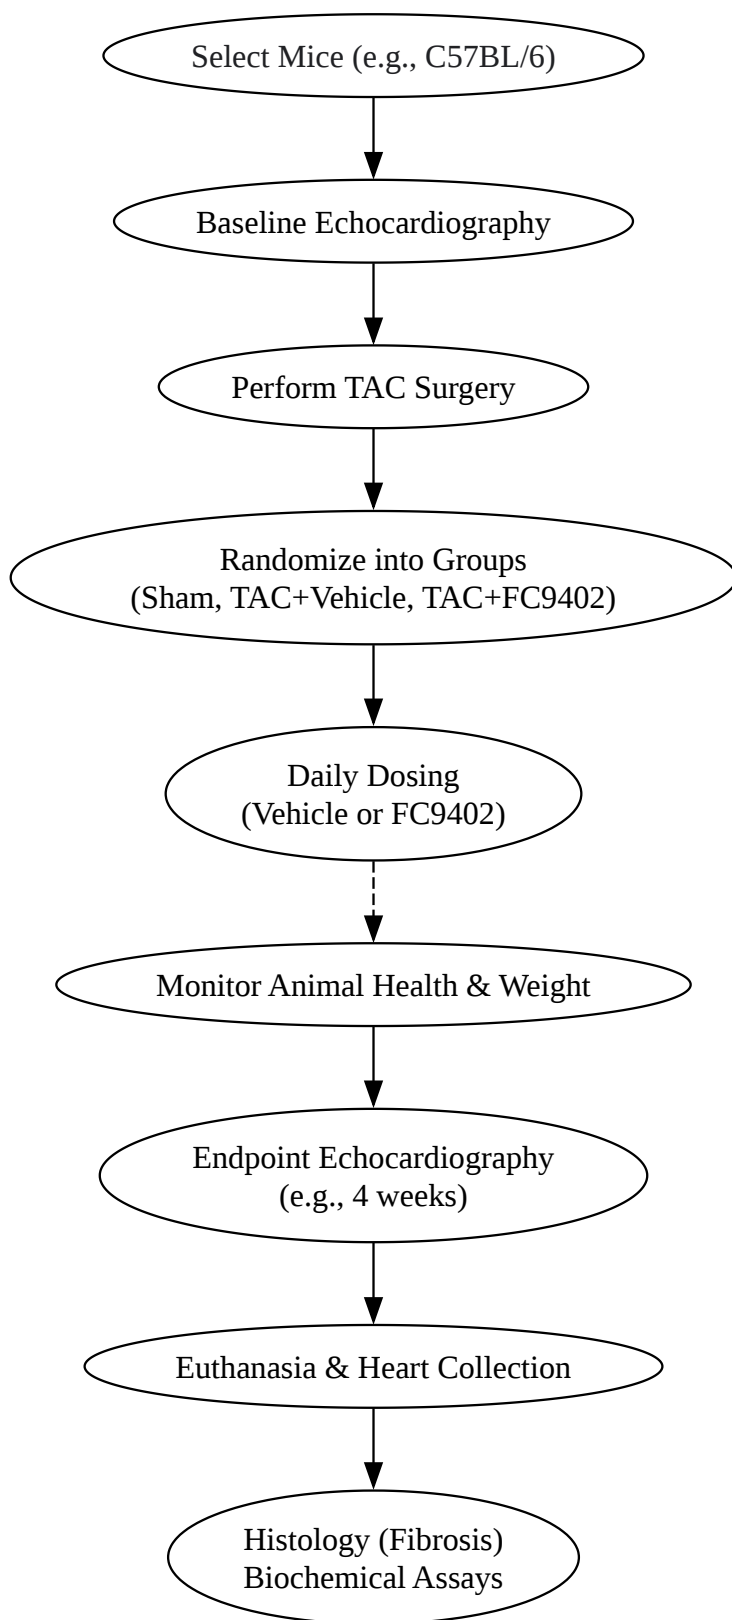 Select Mice (e.g., C57BL/6)
Baseline Echocardiography
Perform TAC Surgery
Randomize into Groups
(Sham, TAC+Vehicle, TAC+FC9402)
Daily Dosing
(Vehicle or FC9402)
Monitor Animal Health & Weight
Endpoint Echocardiography
(e.g., 4 weeks)
Euthanasia & Heart Collection
Histology (Fibrosis)
Biochemical Assays